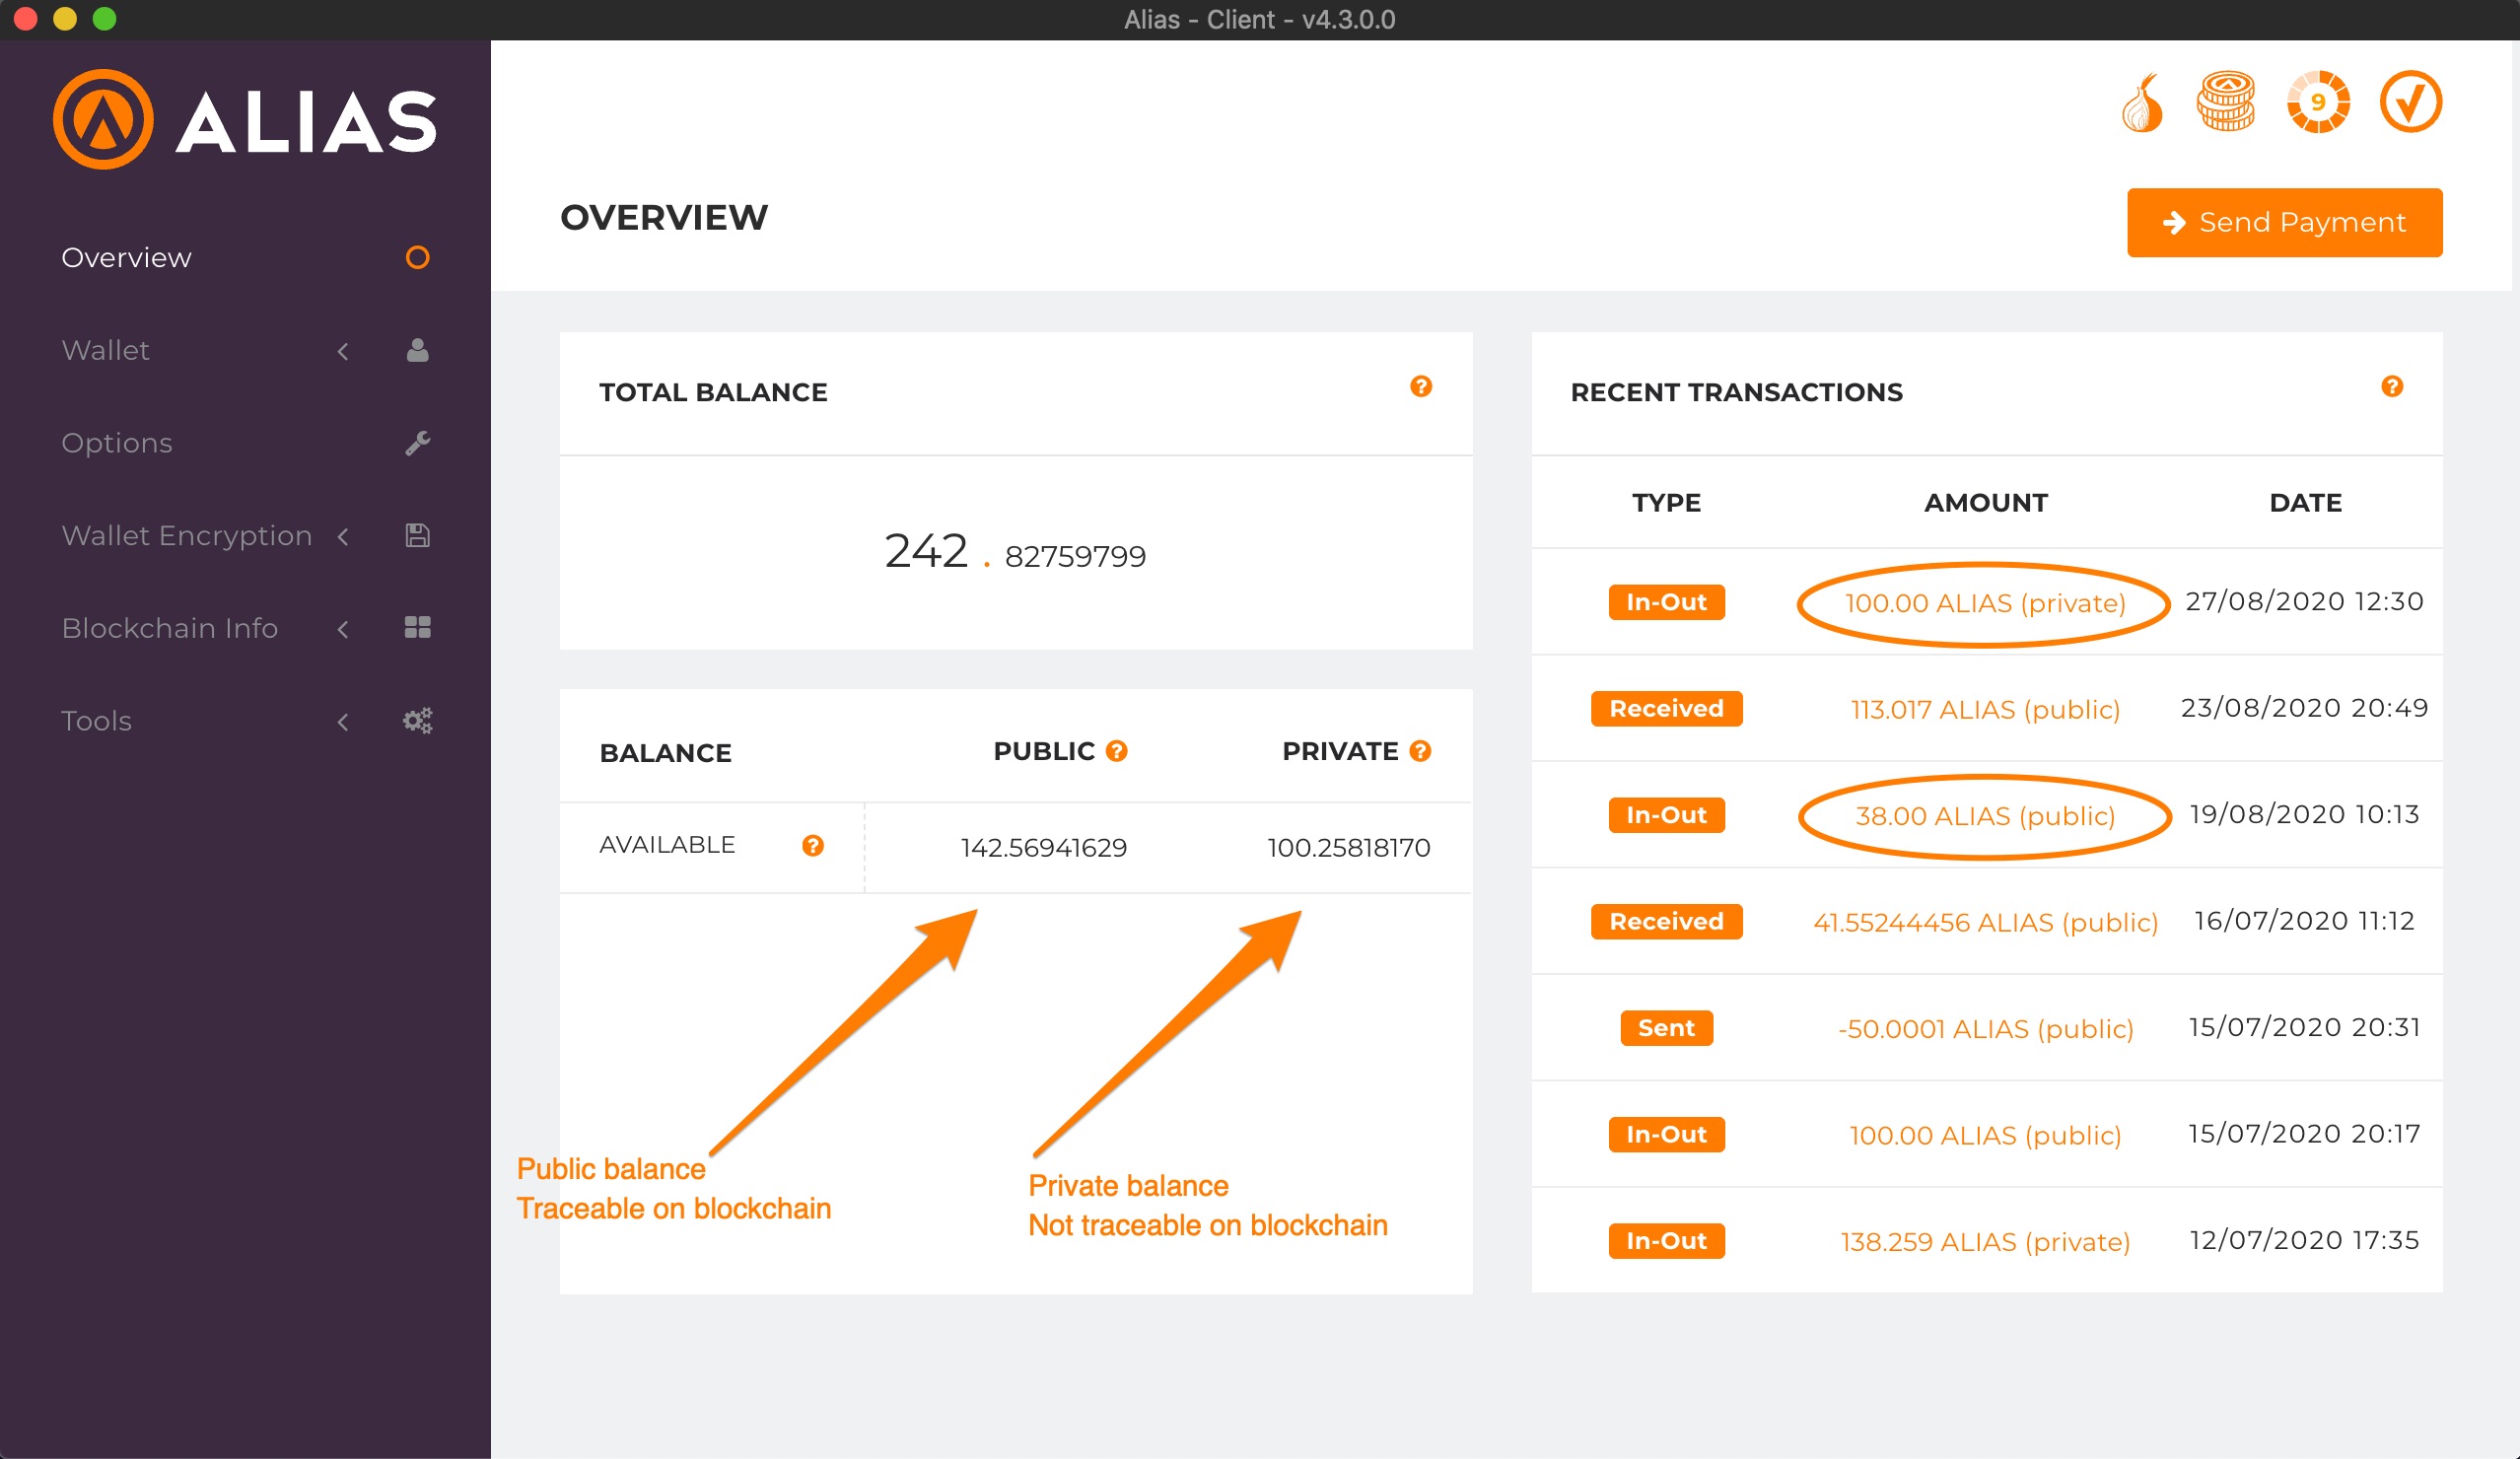 Alias - Client - v4.3.0.0
ALIAS
9
OVERVIEW
Send Payment
Overview
Wallet
Options
Wallet Encryption
Blockchain Info
Tools
TOTAL BALANCE ?
242 . 82759799
BALANCE PUBLIC ? PRIVATE ?
AVAILABLE ? 142.56941629 100.25818170
Public balance
Traceable on blockchain
Private balance
Not traceable on blockchain
RECENT TRANSACTIONS ?
TYPE AMOUNT DATE
In-Out 100.00 ALIAS (private) 27/08/2020 12:30
Received 113.017 ALIAS (public) 23/08/2020 20:49
In-Out 38.00 ALIAS (public) 19/08/2020 10:13
Received 41.55244456 ALIAS (public) 16/07/2020 11:12
Sent -50.0001 ALIAS (public) 15/07/2020 20:31
In-Out 100.00 ALIAS (public) 15/07/2020 20:17
In-Out 138.259 ALIAS (private) 12/07/2020 17:35